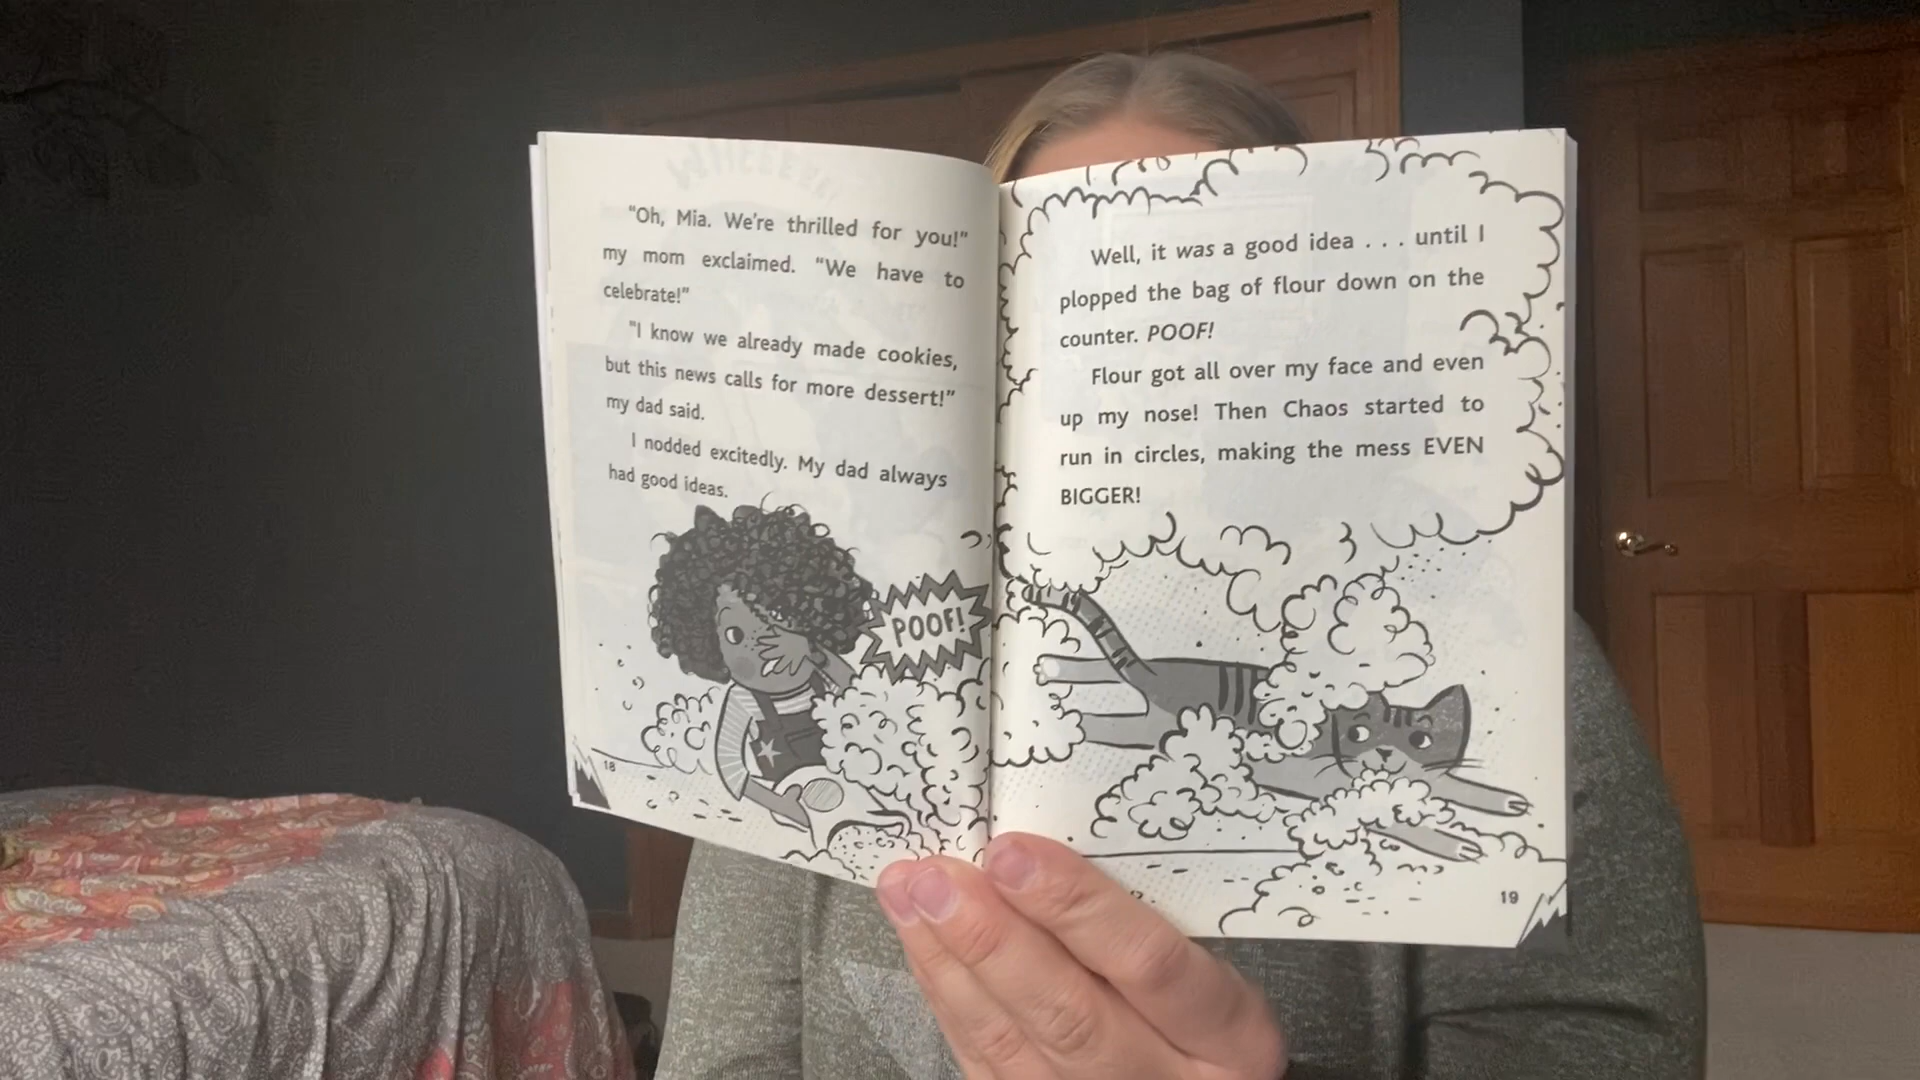 "Oh, Mia. We're thrilled for you!"
my mom exclaimed. "We have to
celebrate!"
"I know we already made cookies,
but this news calls for more dessert!"
my dad said.
I nodded excitedly. My dad always
had good ideas.
POOF!
18
Well, it was a good idea . . . until I
plopped the bag of flour down on the
counter. POOF!
Flour got all over my face and even
up my nose! Then Chaos started to
run in circles, making the mess EVEN
BIGGER!
19